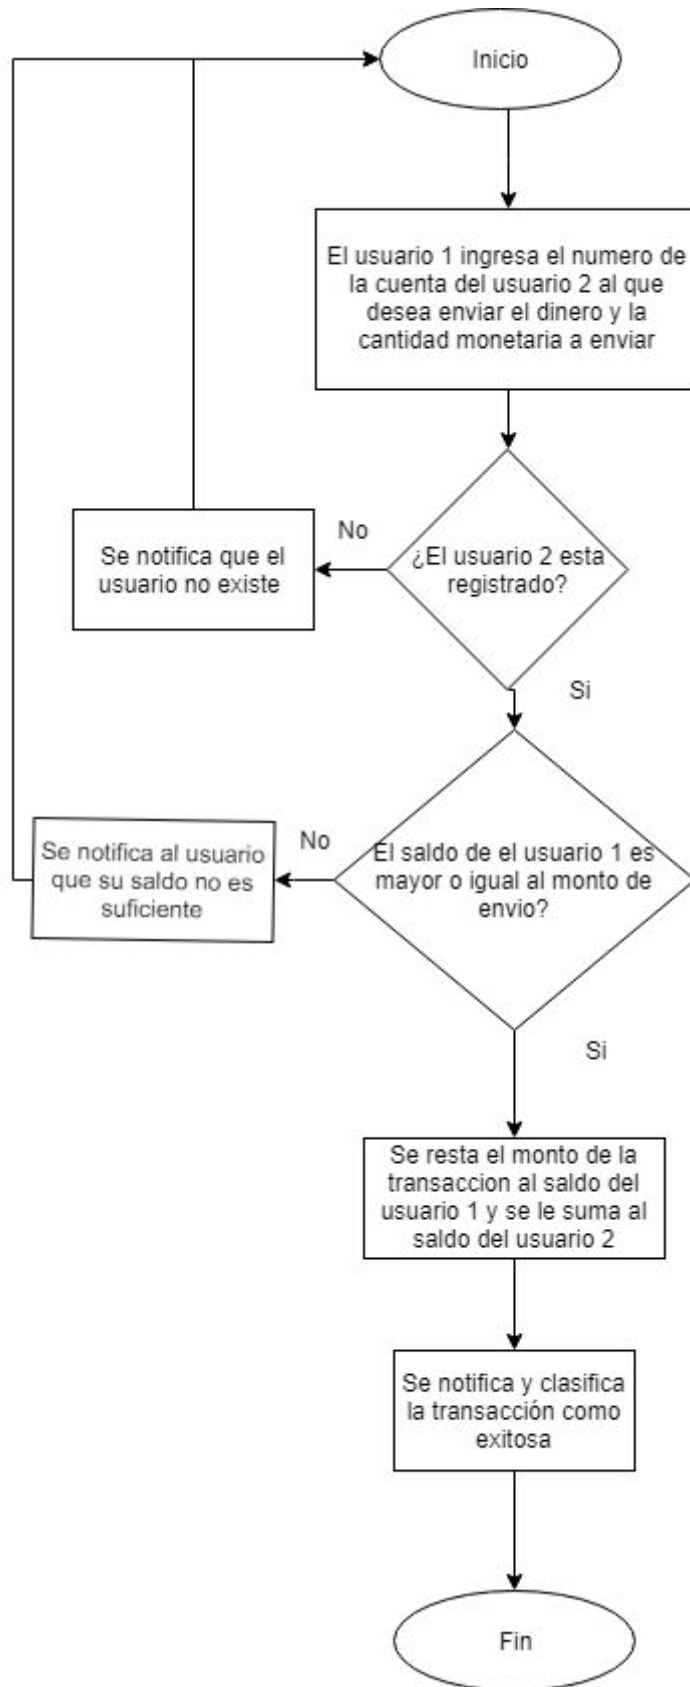 Inicio
El usuario 1 ingresa el numero de
la cuenta del usuario 2 al que
desea enviar el dinero y la
cantidad monetaria a enviar
¿El usuario 2 esta
registrado?
No
Se notifica que el
usuario no existe
Si
El saldo de el usuario 1 es
mayor o igual al monto de
envio?
No
Se notifica al usuario
que su saldo no es
suficiente
Si
Se resta el monto de la
transaccion al saldo del
usuario 1 y se le suma al
saldo del usuario 2
Se notifica y clasifica
la transacción como
exitosa
Fin